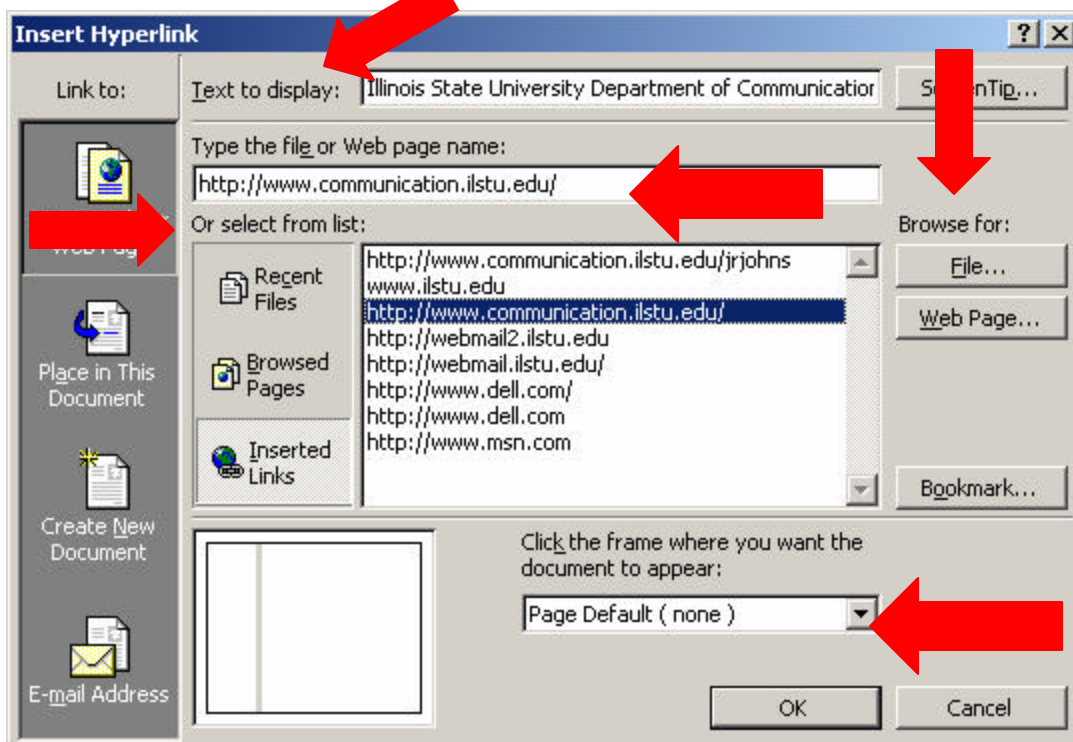 Insert Hyperlink
Link to:
Text to display:
Illinois State University Department of Communication
Type the file or Web page name:
http://www.communication.ilstu.edu/
Or select from list:
Browse for:
Web Page
Recent
Files
Browsed
Pages
Inserted
Links
http://www.communication.ilstu.edu/jrjohns
www.ilstu.edu
http://www.communication.ilstu.edu/
http://webmail2.ilstu.edu
http://webmail.ilstu.edu/
http://www.dell.com/
http://www.dell.com
http://www.msn.com
File...
Web Page...
Bookmark...
Place in This
Document
Create New
Document
E-mail Address
Click the frame where you want the
document to appear:
Page Default ( none )
OK
Cancel